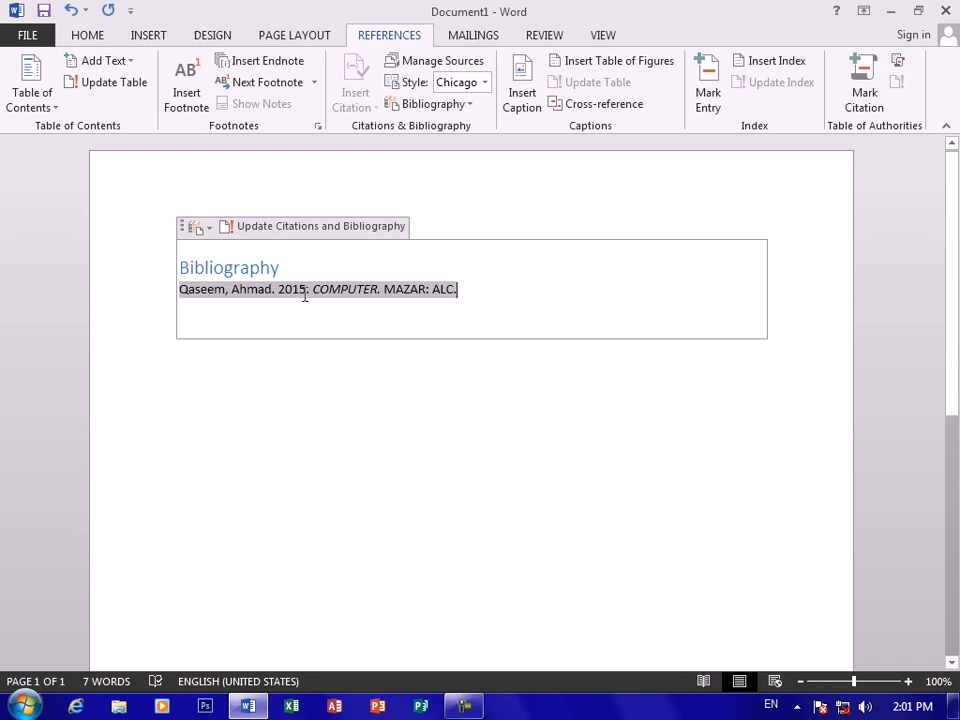 Document1 - Word
?
Sign in
FILE
HOME
INSERT
DESIGN
PAGE LAYOUT
REFERENCES
MAILINGS
REVIEW
VIEW
Table of
Contents
Add Text
Update Table
Table of Contents
AB1
Insert
Footnote
Insert Endnote
Next Footnote
Show Notes
Footnotes
Insert
Citation
Manage Sources
Style: Chicago
Bibliography
Citations & Bibliography
Insert
Caption
Insert Table of Figures
Update Table
Cross-reference
Captions
Mark
Entry
Insert Index
Update Index
Index
Mark
Citation
Table of Authorities
Update Citations and Bibliography
Bibliography
Qaseem, Ahmad. 2015. COMPUTER. MAZAR: ALC.
PAGE 1 OF 1
7 WORDS
ENGLISH (UNITED STATES)
100%
EN
2:01 PM